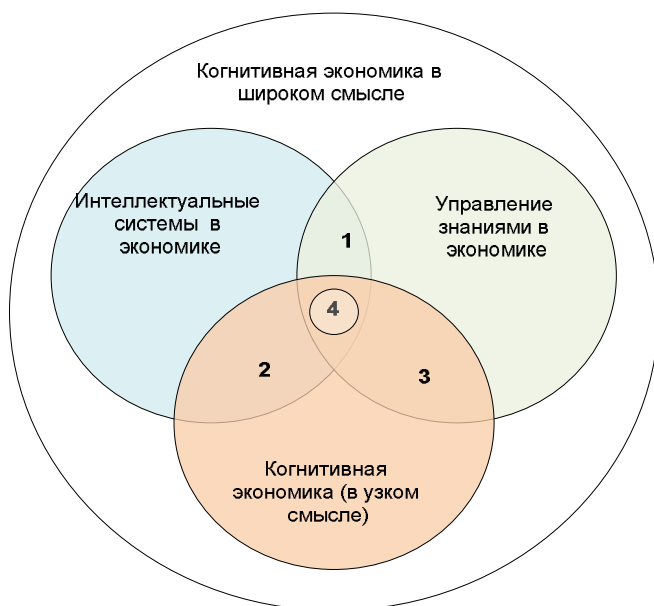 Когнитивная экономика в
широком смысле
Интеллектуальные
системы в
экономике
Управление
знаниями в
экономике
1
4
2
3
Когнитивная
экономика (в узком
смысле)